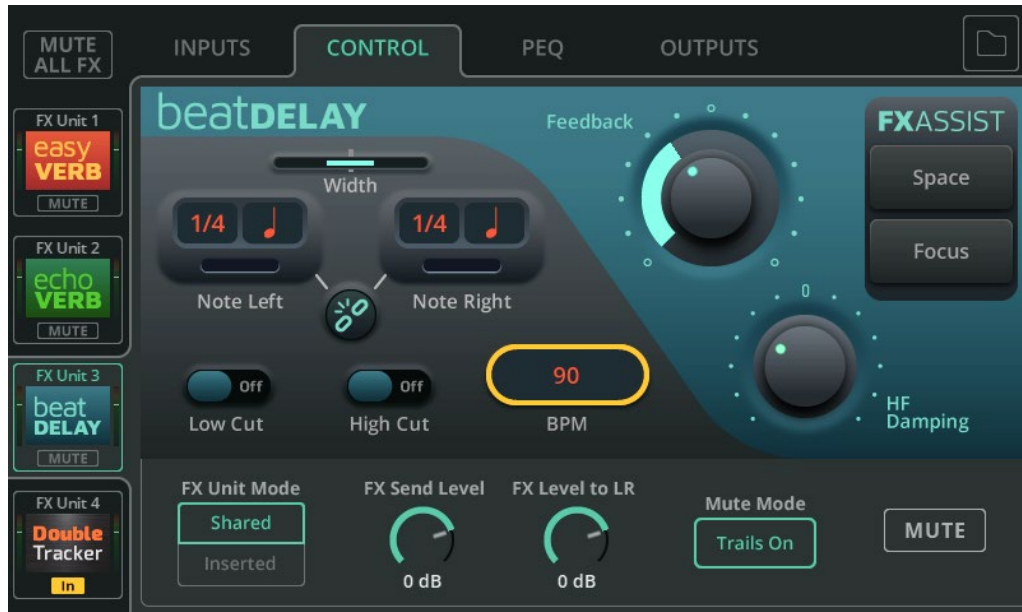 MUTE
ALL FX
INPUTS
CONTROL
PEQ
OUTPUTS
FX Unit 1
easy
VERB
MUTE
FX Unit 2
echo
VERB
MUTE
FX Unit 3
beat
DELAY
MUTE
FX Unit 4
Double
Tracker
In
beatDELAY
Width
1/4
1/4
Note Left
Note Right
Off
Low Cut
Off
High Cut
90
BPM
Feedback
0
0
0
HF
Damping
FXASSIST
Space
Focus
FX Unit Mode
Shared
Inserted
FX Send Level
0 dB
FX Level to LR
0 dB
Mute Mode
Trails On
MUTE